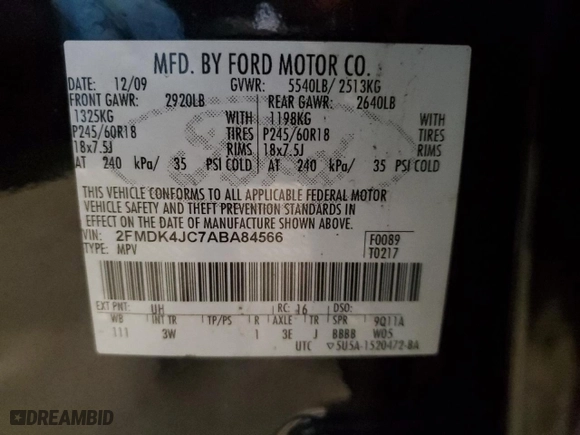 MFD. BY FORD MOTOR CO.
DATE: 12/09 GVWR: 5540LB/ 2513KG
FRONT GAWR: 2920LB REAR GAWR: 2640LB
1325KG WITH 1198KG WITH
P245/60R18 TIRES P245/60R18 TIRES
18x7.5J RIMS 18x7.5J RIMS
AT 240 kPa/ 35 PSI COLD AT 240 kPa/ 35 PSI COLD
THIS VEHICLE CONFORMS TO ALL APPLICABLE FEDERAL MOTOR
VEHICLE SAFETY AND THEFT PREVENTION STANDARDS IN
EFFECT ON THE DATE OF MANUFACTURE SHOWN ABOVE.
VIN: 2FMDK4JC7ABA84566 F0089
TYPE: MPV T0217
EXT PNT: UH RC: 16 DSO:
WB INT TR TP/PS R AXLE TR SPR 9Q11A
111 3W 1 3E J BBBB W05
UTC ▽5U5A-1520472-BA
DREAMBID